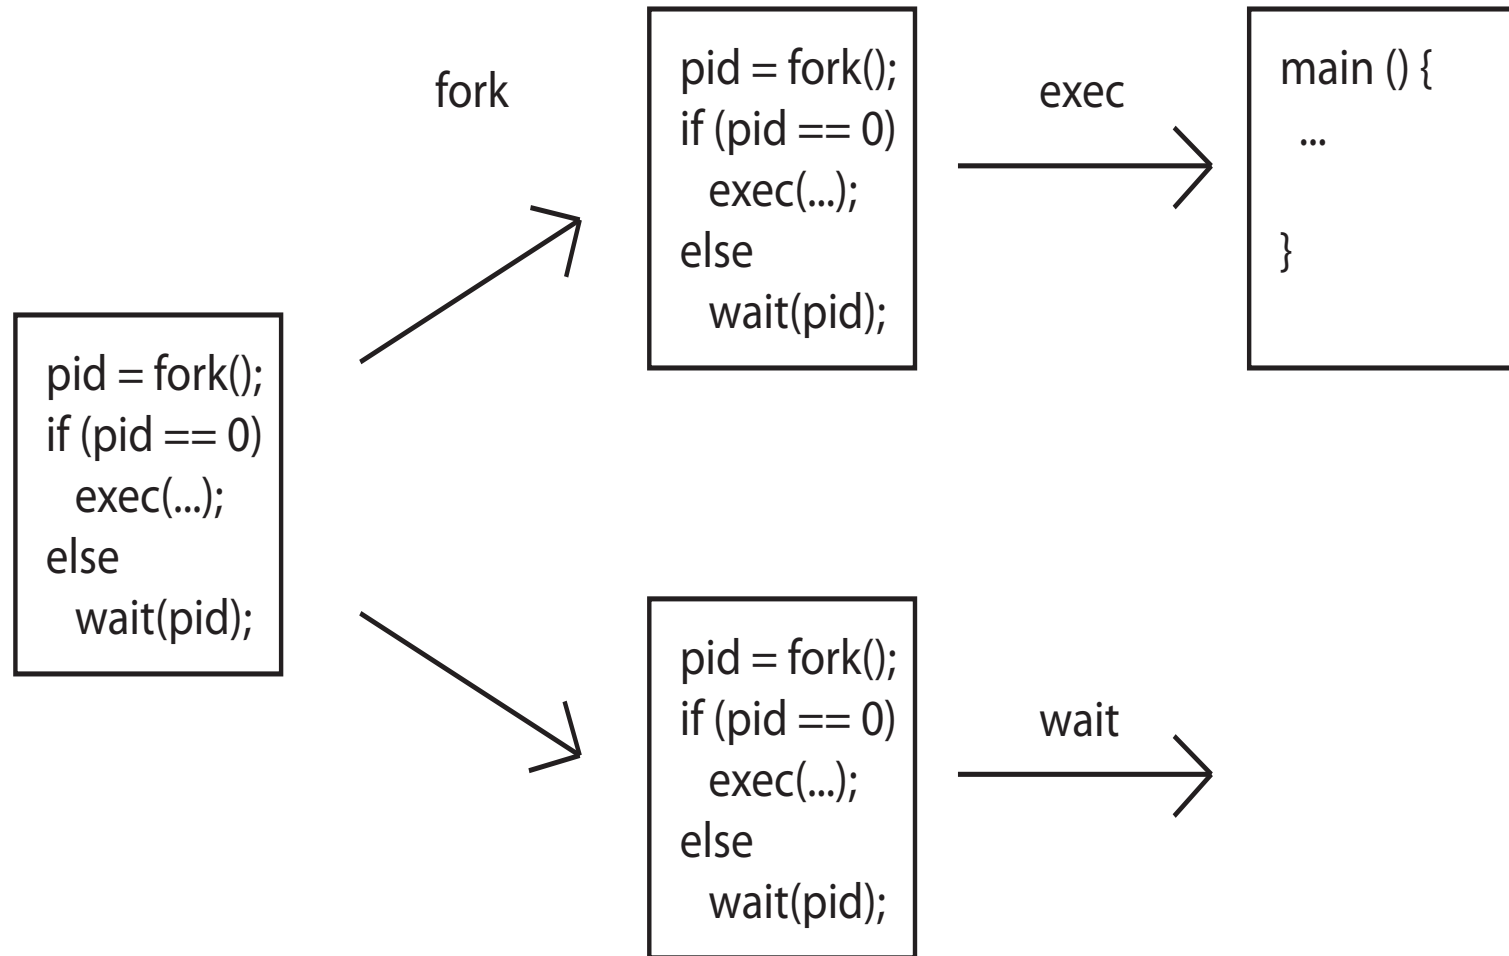 pid = fork();
if (pid == 0)
exec(...);
else
wait(pid);
fork
pid = fork();
if (pid == 0)
exec(...);
else
wait(pid);
exec
main () {
...
}
pid = fork();
if (pid == 0)
exec(...);
else
wait(pid);
wait